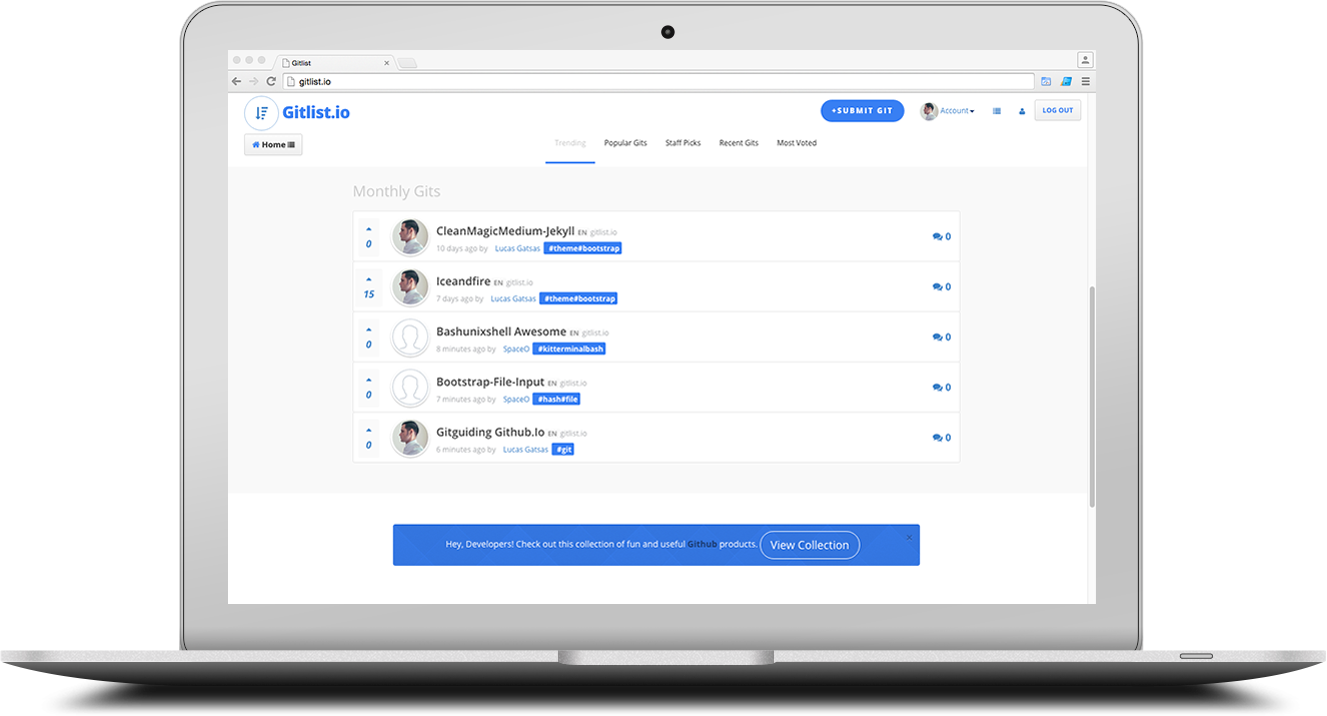 Gitlist
gitlist.io
Gitlist.io
+SUBMIT GIT
Account
LOG OUT
Home
Trending Popular Gits Staff Picks Recent Gits Most Voted
Monthly Gits
0
CleanMagicMedium-Jekyll EN gitlist.io
10 days ago by Lucas Gatsas #theme#bootstrap
0
15
Iceandfire EN gitlist.io
7 days ago by Lucas Gatsas #theme#bootstrap
0
0
Bashunixshell Awesome EN gitlist.io
8 minutes ago by SpaceO #kitterminalbash
0
0
Bootstrap-File-Input EN gitlist.io
7 minutes ago by SpaceO #hash#file
0
0
Gitguiding Github.Io EN gitlist.io
6 minutes ago by Lucas Gatsas #git
0
Hey, Developers! Check out this collection of fun and useful Github products. View Collection